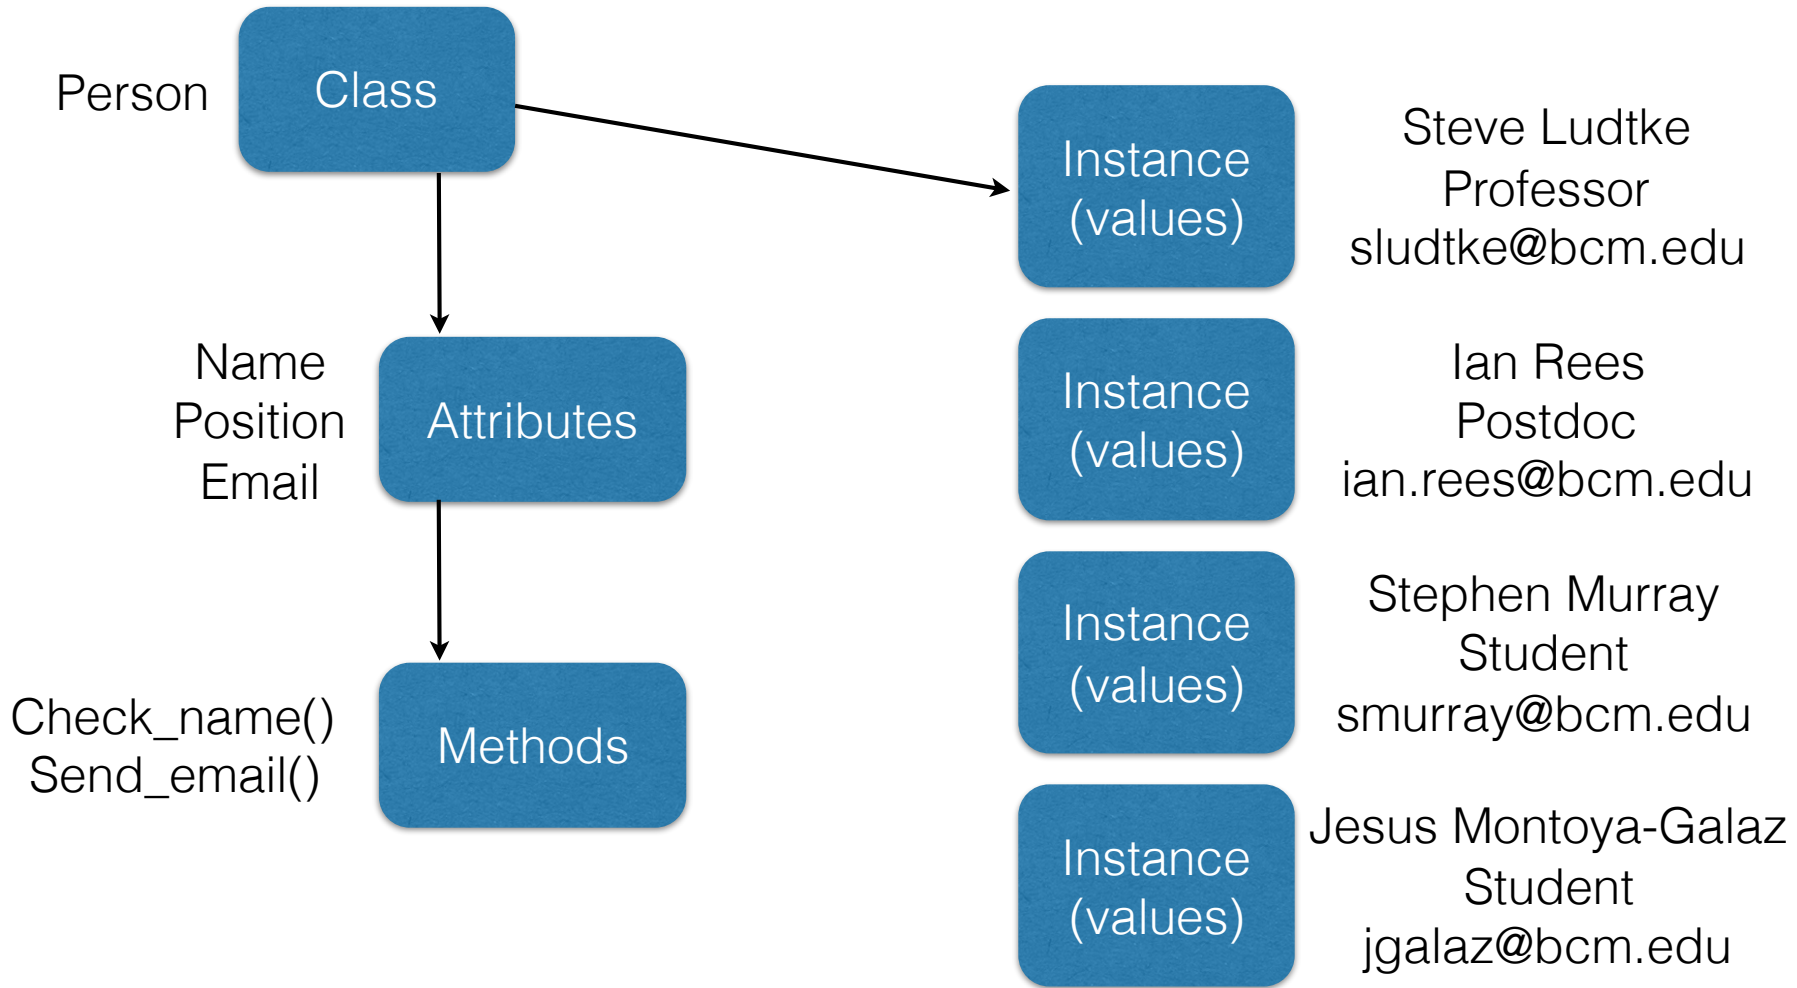 Person
Class
Name
Position
Email
Attributes
Check_name()
Send_email()
Methods
Instance
(values)
Steve Ludtke
Professor
sludtke@bcm.edu
Instance
(values)
Ian Rees
Postdoc
ian.rees@bcm.edu
Instance
(values)
Stephen Murray
Student
smurray@bcm.edu
Instance
(values)
Jesus Montoya-Galaz
Student
jgalaz@bcm.edu